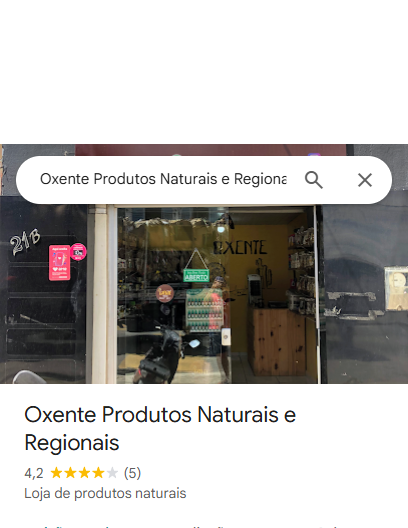 Oxente Produtos Naturais e Regiona
21B
OXENTE
ABERTO
Oxente Produtos Naturais e
Regionais
4,2 (5)
Loja de produtos naturais